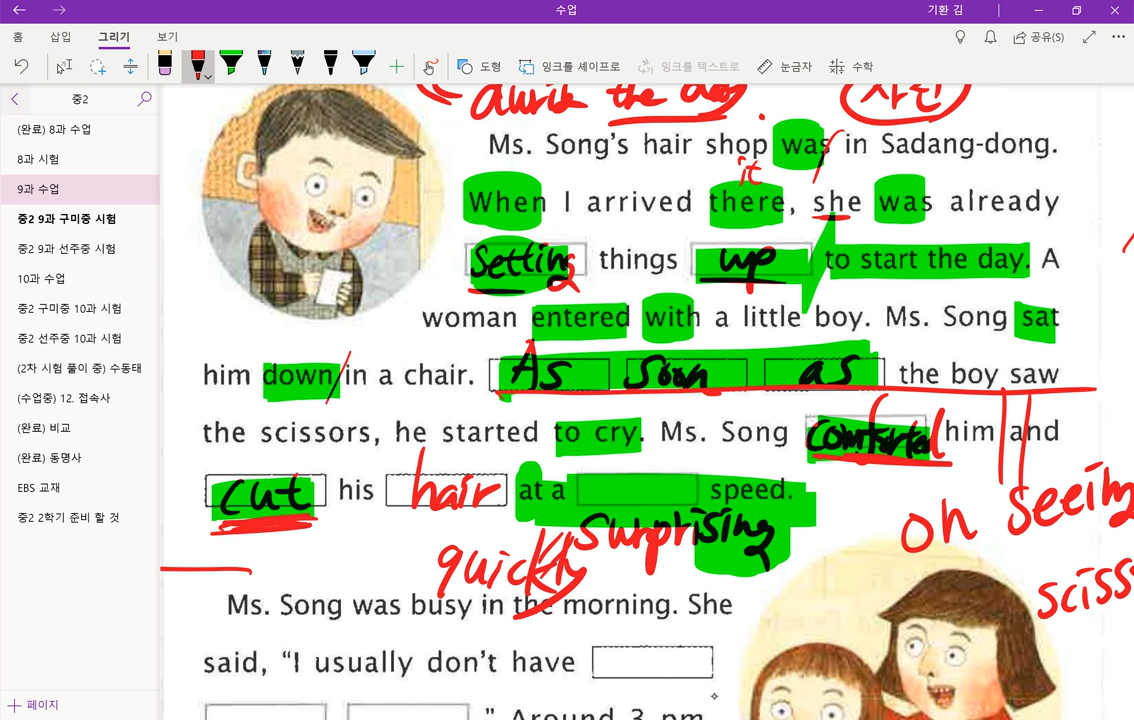 수업
기환 김
홈 삽입 그리기 보기
공유(S)
도형 잉크를 셰이프로 잉크를 텍스트로 눈금자 수학
중2
(완료) 8과 수업
8과 시험
9과 수업
중2 9과 구미중 시험
중2 9과 선주중 시험
10과 수업
중2 구미중 10과 시험
중2 선주중 10과 시험
(2차 시험 풀이 중) 수동태
(수업중) 12. 접속사
(완료) 비교
(완료) 동명사
EBS 교재
중2 2학기 준비 할 것
페이지
the day.
Ms. Song's hair shop was in Sadang-dong.
it
When I arrived there, she was already
Setting things up to start the day. A
woman entered with a little boy. Ms. Song sat
him down in a chair. As Soon as the boy saw
the scissors, he started to cry. Ms. Song comforted him and
cut his hair at a speed.
surprising
quickly
on seeing
sciss
Ms. Song was busy in the morning. She
said, "I usually don't have
" Around 3 pm